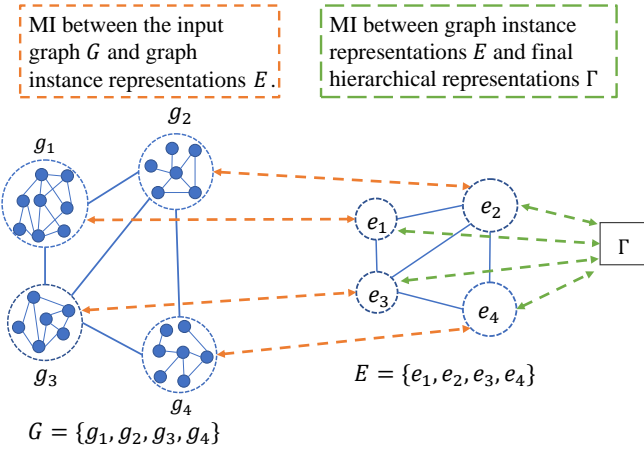 MI between the input
graph G and graph
instance representations E.
MI between graph instance
representations E and final
hierarchical representations Γ
g₂
g₁
e₂
e₁
Γ
e₃
e₄
g₃
g₄
E = {e₁, e₂, e₃, e₄}
G = {g₁, g₂, g₃, g₄}